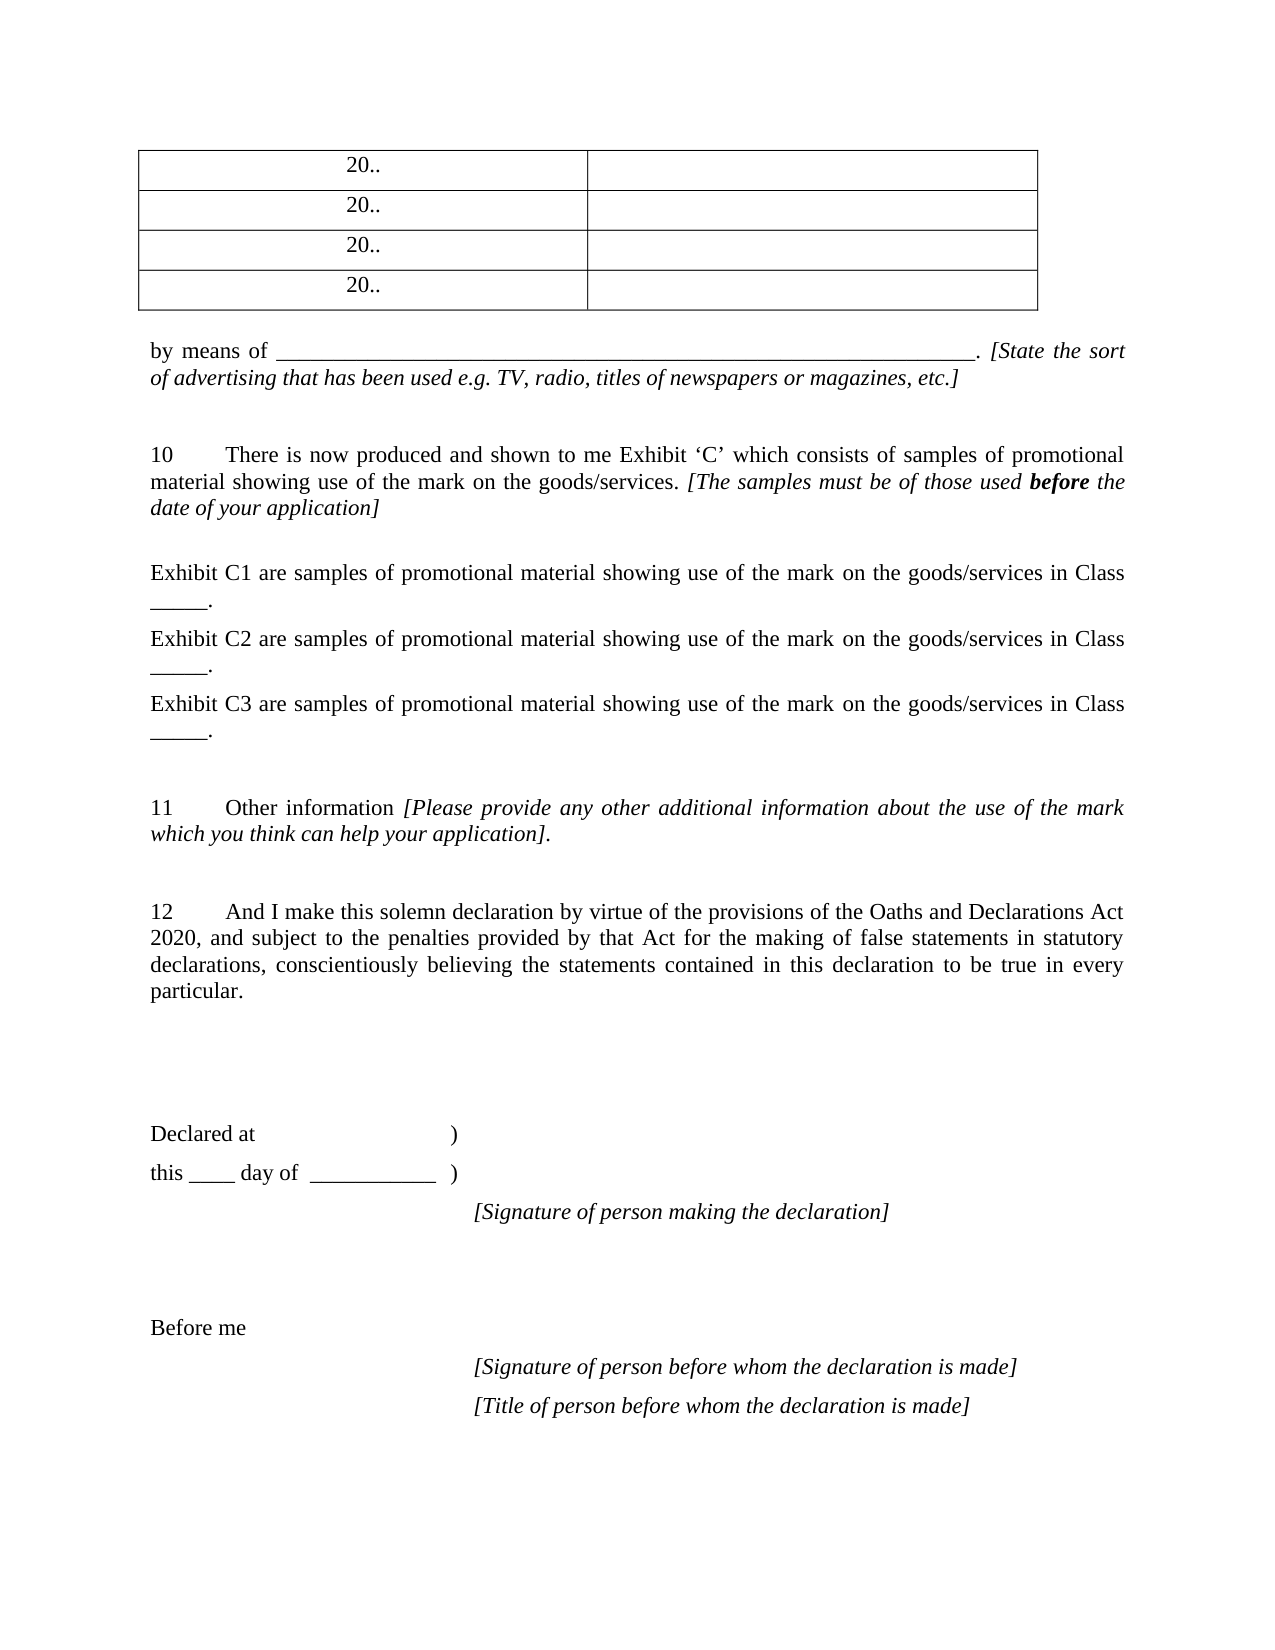 20..
20..
20..
20..
by means of _____________________________________________________________. [State the sort
of advertising that has been used e.g. TV, radio, titles of newspapers or magazines, etc.]
10 There is now produced and shown to me Exhibit ‘C’ which consists of samples of promotional
material showing use of the mark on the goods/services. [The samples must be of those used before the
date of your application]
Exhibit C1 are samples of promotional material showing use of the mark on the goods/services in Class
_____.
Exhibit C2 are samples of promotional material showing use of the mark on the goods/services in Class
_____.
Exhibit C3 are samples of promotional material showing use of the mark on the goods/services in Class
_____.
11 Other information [Please provide any other additional information about the use of the mark
which you think can help your application].
12 And I make this solemn declaration by virtue of the provisions of the Oaths and Declarations Act
2020, and subject to the penalties provided by that Act for the making of false statements in statutory
declarations, conscientiously believing the statements contained in this declaration to be true in every
particular.
Declared at )
this ____ day of ___________ )
[Signature of person making the declaration]
Before me
[Signature of person before whom the declaration is made]
[Title of person before whom the declaration is made]